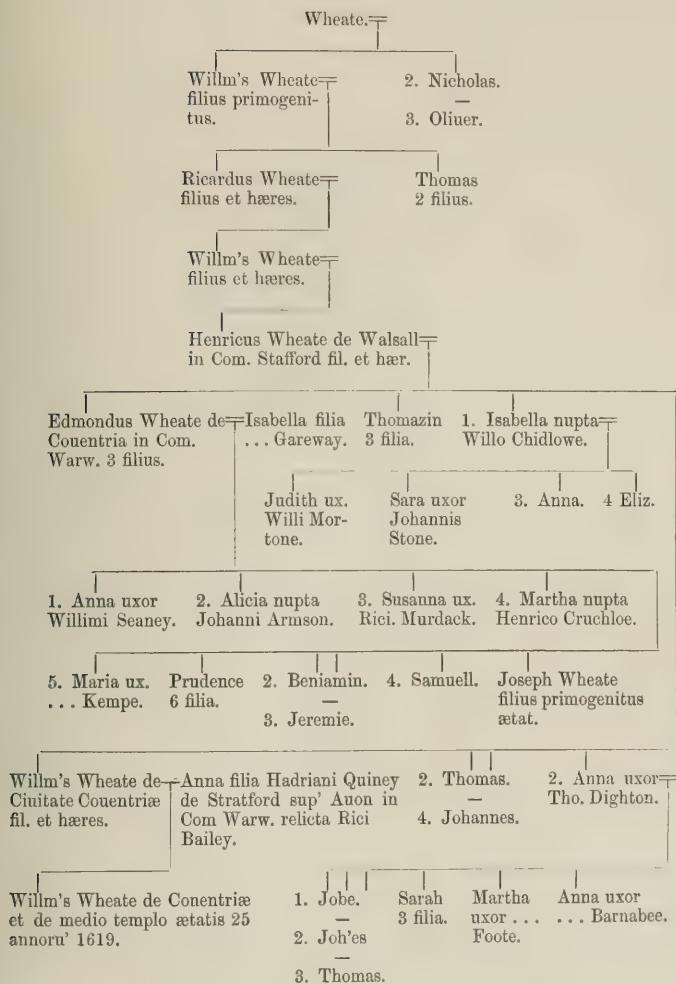 Wheate.
Willm's Wheate
filius primogeni-
tus.
2. Nicholas.
—
3. Oliuer.
Ricardus Wheate
filius et hæres.
Thomas
2 filius.
Willm's Wheate
filius et hæres.
Henricus Wheate de Walsall
in Com. Stafford fil. et hær.
Edmondus Wheate de
Couentria in Com.
Warw. 3 filius.
Isabella filia
... Gareway.
Thomazin
3 filia.
1. Isabella nupta
Willo Chidlowe.
Judith ux.
Willi Mor-
tone.
Sara uxor
Johannis
Stone.
3. Anna.
4 Eliz.
1. Anna uxor
Willimi Seaney.
2. Alicia nupta
Johanni Armson.
3. Susanna ux.
Rici. Murdack.
4. Martha nupta
Henrico Cruchloe.
5. Maria ux.
... Kempe.
Prudence
6 filia.
2. Beniamin.
—
3. Jeremie.
4. Samuell.
Joseph Wheate
filius primogenitus
ætat.
Willm's Wheate de
Ciuitate Couentriæ
fil. et hæres.
Anna filia Hadriani Quiney
de Stratford sup' Auon in
Com Warw. relicta Rici
Bailey.
2. Thomas.
—
4. Johannes.
2. Anna uxor
Tho. Dighton.
Willm's Wheate de Conentriæ
et de medio templo ætatis 25
annoru' 1619.
1. Jobe.
—
2. Joh'es
—
3. Thomas.
Sarah
3 filia.
Martha
uxor ...
Foote.
Anna uxor
... Barnabee.